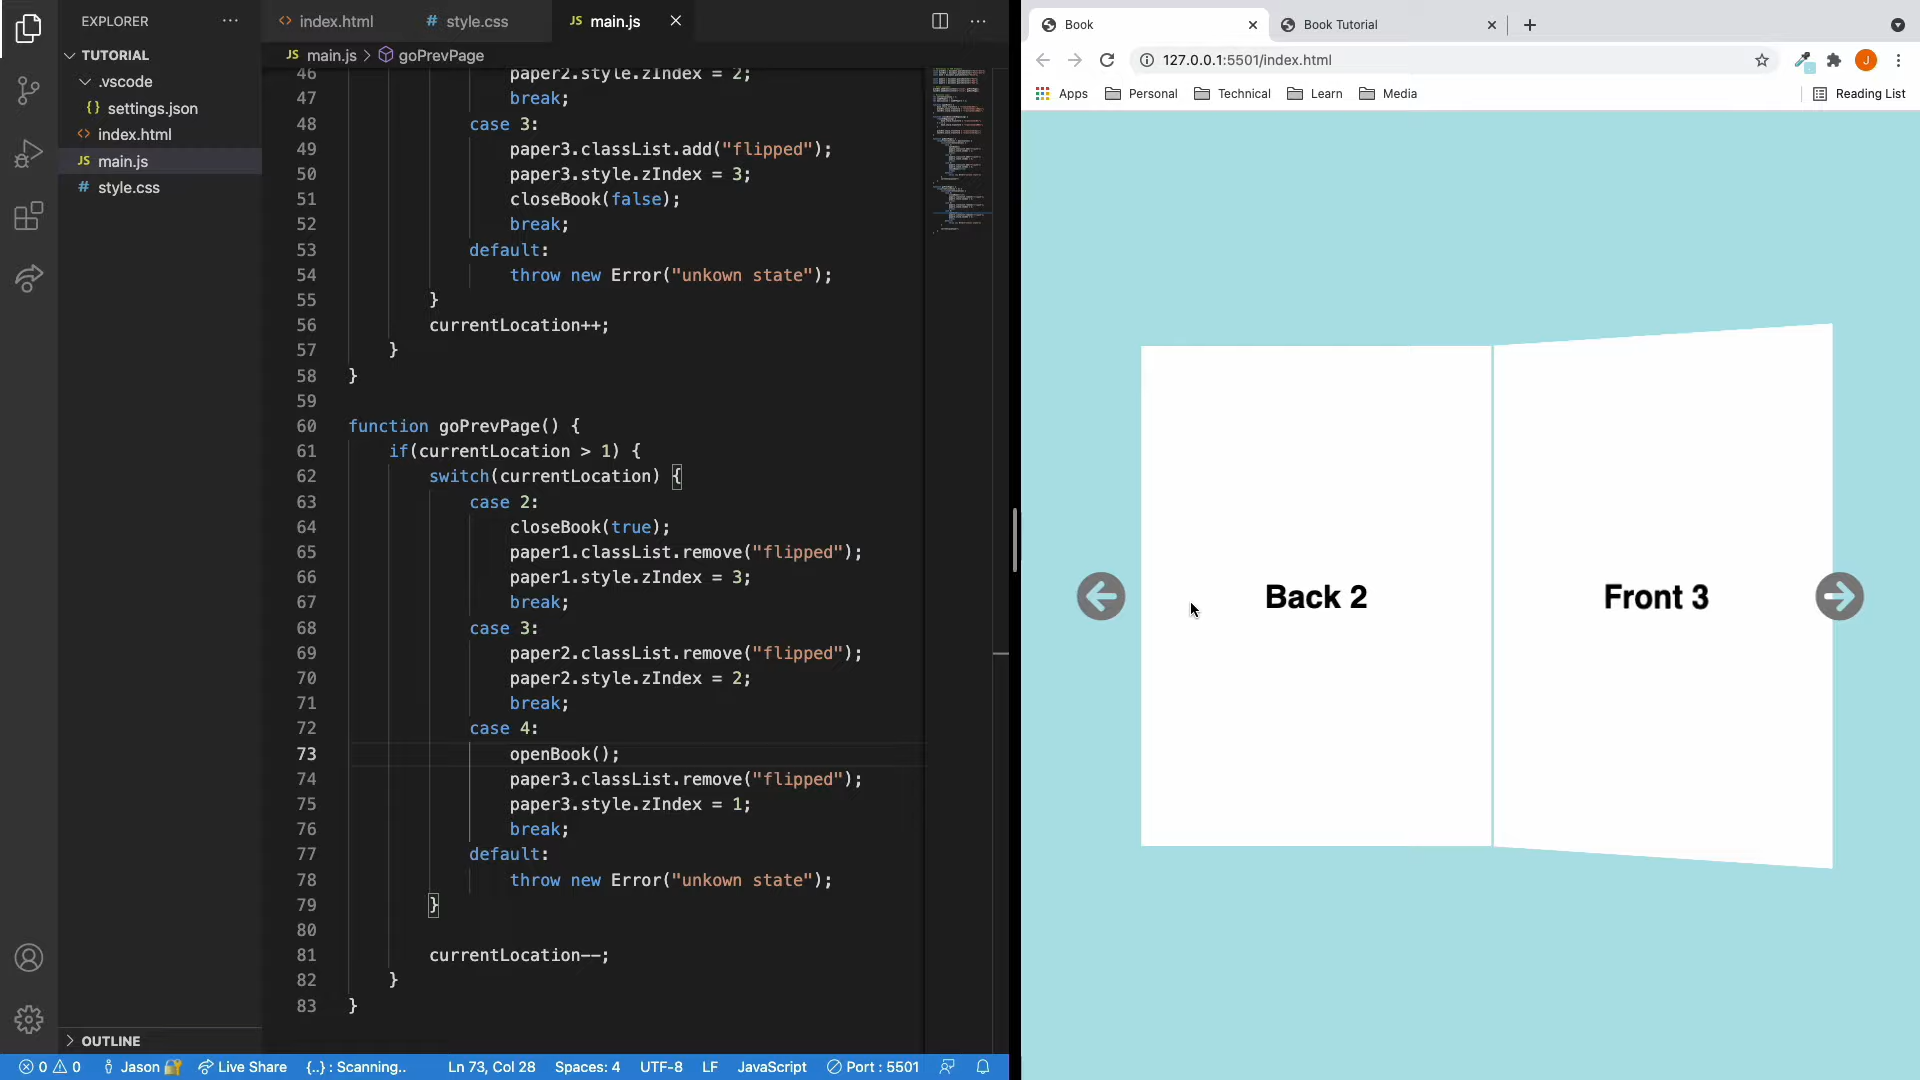 EXPLORER
TUTORIAL
.vscode
{} settings.json
<> index.html
JS main.js
# style.css
OUTLINE
<> index.html
# style.css
JS main.js
JS main.js > goPrevPage
46 paper2.style.zIndex = 2;
47 break;
48 case 3:
49 paper3.classList.add("flipped");
50 paper3.style.zIndex = 3;
51 closeBook(false);
52 break;
53 default:
54 throw new Error("unkown state");
55 }
56 currentLocation++;
57 }
58 }
59
60 function goPrevPage() {
61 if(currentLocation > 1) {
62 switch(currentLocation) {
63 case 2:
64 closeBook(true);
65 paper1.classList.remove("flipped");
66 paper1.style.zIndex = 3;
67 break;
68 case 3:
69 paper2.classList.remove("flipped");
70 paper2.style.zIndex = 2;
71 break;
72 case 4:
73 openBook();
74 paper3.classList.remove("flipped");
75 paper3.style.zIndex = 1;
76 break;
77 default:
78 throw new Error("unkown state");
79 }
80
81 currentLocation--;
82 }
83 }
0 0 Jason Live Share {..} : Scanning.. Ln 73, Col 28 Spaces: 4 UTF-8 LF JavaScript Port : 5501
Book
Book Tutorial
127.0.0.1:5501/index.html
J
Apps Personal Technical Learn Media Reading List
Back 2
Front 3